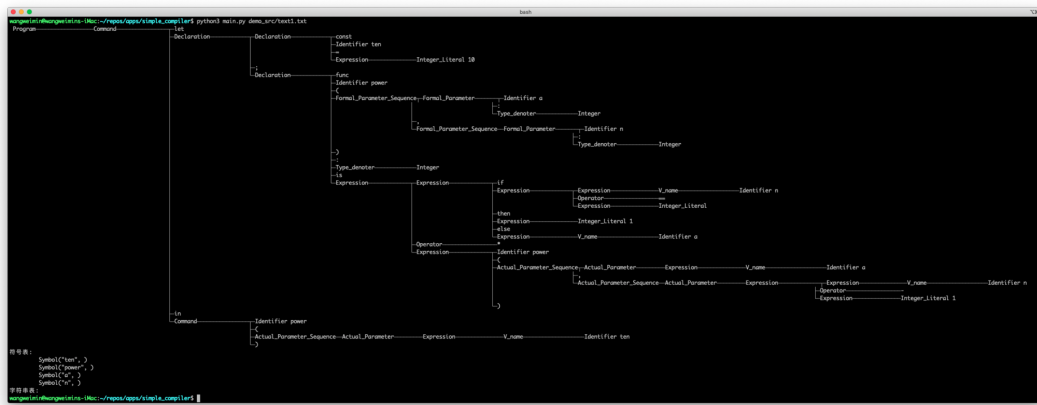 bash
wangweimin@wangweimins-iMac:~/repos/apps/simple_compiler$ python3 main.py demo_src/text1.txt
Program Command let
Declaration Declaration const
Identifier ten
=
Expression Integer_Literal 10
;
Declaration func
Identifier power
(
Formal_Parameter_Sequence Formal_Parameter Identifier a
:
Type_denoter Integer
,
Formal_Parameter_Sequence Formal_Parameter Identifier n
:
Type_denoter Integer
)
:
Type_denoter Integer
is
Expression Expression if
Expression Expression V_name Identifier n
Operator ==
Expression Integer_Literal
then
Expression Integer_Literal 1
else
Expression V_name Identifier a
Operator *
Expression Identifier power
(
Actual_Parameter_Sequence Actual_Parameter Expression V_name Identifier a
,
Actual_Parameter_Sequence Actual_Parameter Expression Expression V_name Identifier n
Operator -
Expression Integer_Literal 1
)
in
Command Identifier power
(
Actual_Parameter_Sequence Actual_Parameter Expression V_name Identifier ten
)
符号表:
Symbol("ten", )
Symbol("power", )
Symbol("a", )
Symbol("n", )
字符串表:
wangweimin@wangweimins-iMac:~/repos/apps/simple_compiler$